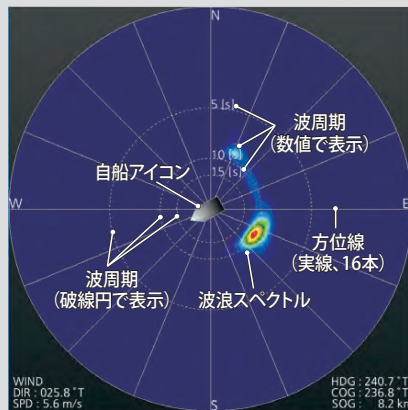 N
5 [s]
波周期
(数値で表示)
10 [s]
15 [s]
自船アイコン
W
E
波周期
(破線円で表示)
方位線
(実線、16本)
波浪スペクトル
WIND
DIR : 025.8°T
SPD : 5.6 m/s
S
HDG : 240.7°T
COG : 236.8°T
SOG : 8.2 kn